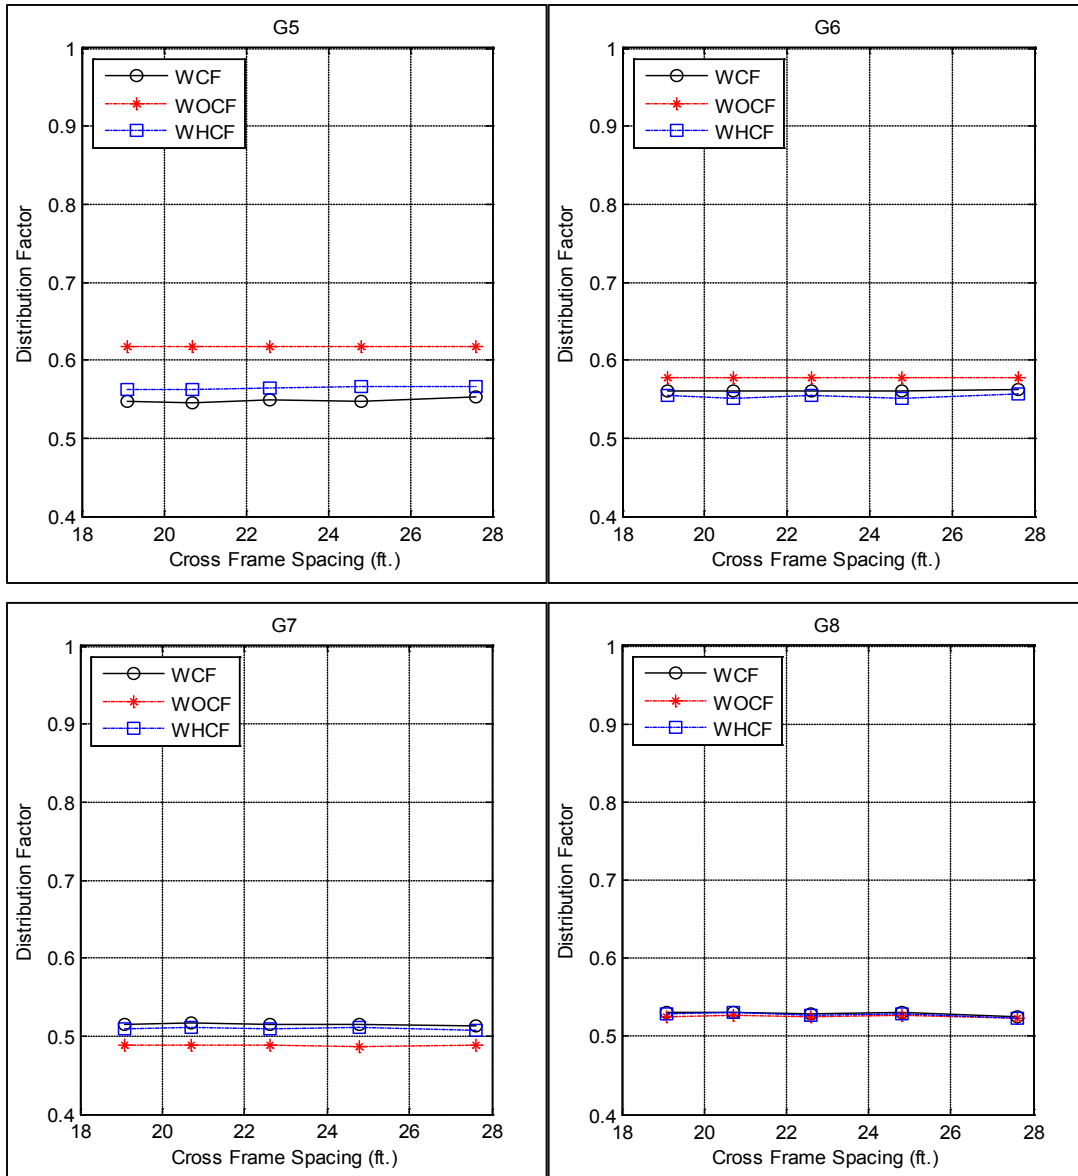 G5
1
0.9
0.8
0.7
0.6
0.5
0.4
18 20 22 24 26 28
Distribution Factor
Cross Frame Spacing (ft.)
WCF
WOCF
WHCF
G6
1
0.9
0.8
0.7
0.6
0.5
0.4
18 20 22 24 26 28
Distribution Factor
Cross Frame Spacing (ft.)
WCF
WOCF
WHCF
G7
1
0.9
0.8
0.7
0.6
0.5
0.4
18 20 22 24 26 28
Distribution Factor
Cross Frame Spacing (ft.)
WCF
WOCF
WHCF
G8
1
0.9
0.8
0.7
0.6
0.5
0.4
18 20 22 24 26 28
Distribution Factor
Cross Frame Spacing (ft.)
WCF
WOCF
WHCF